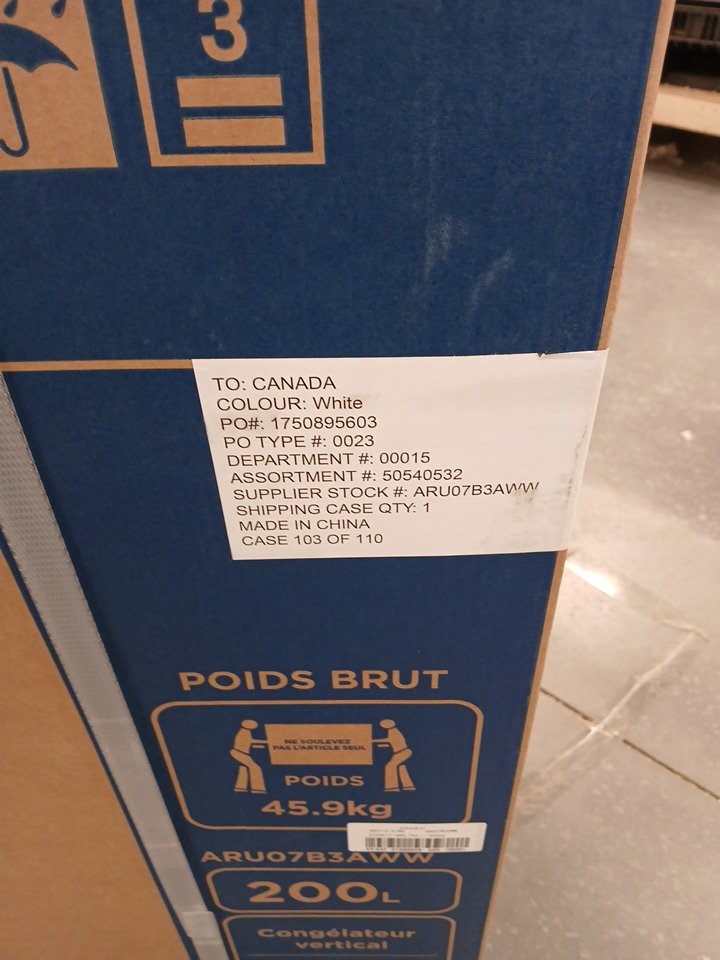 3
TO: CANADA
COLOUR: White
PO#: 1750895603
PO TYPE #: 0023
DEPARTMENT #: 00015
ASSORTMENT #: 50540532
SUPPLIER STOCK #: ARU07B3AWW
SHIPPING CASE QTY: 1
MADE IN CHINA
CASE 103 OF 110
POIDS BRUT
NE SOULEVEZ
PAS L'ARTICLE SEUL
POIDS
45.9kg
ARU07B3AWW
200L
Congélateur
vertical